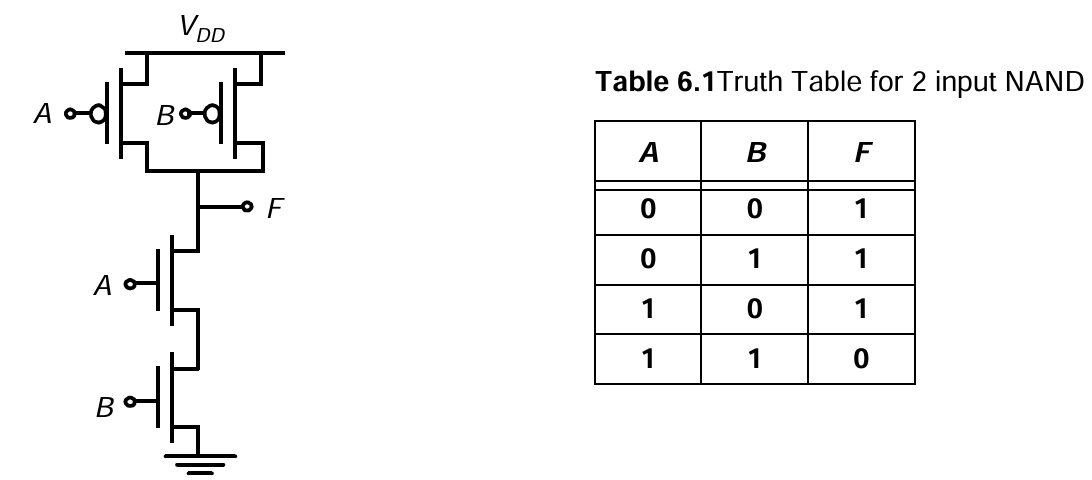 V_DD
A
B
F
A
B
Table 6.1Truth Table for 2 input NAND
A B F
0 0 1
0 1 1
1 0 1
1 1 0